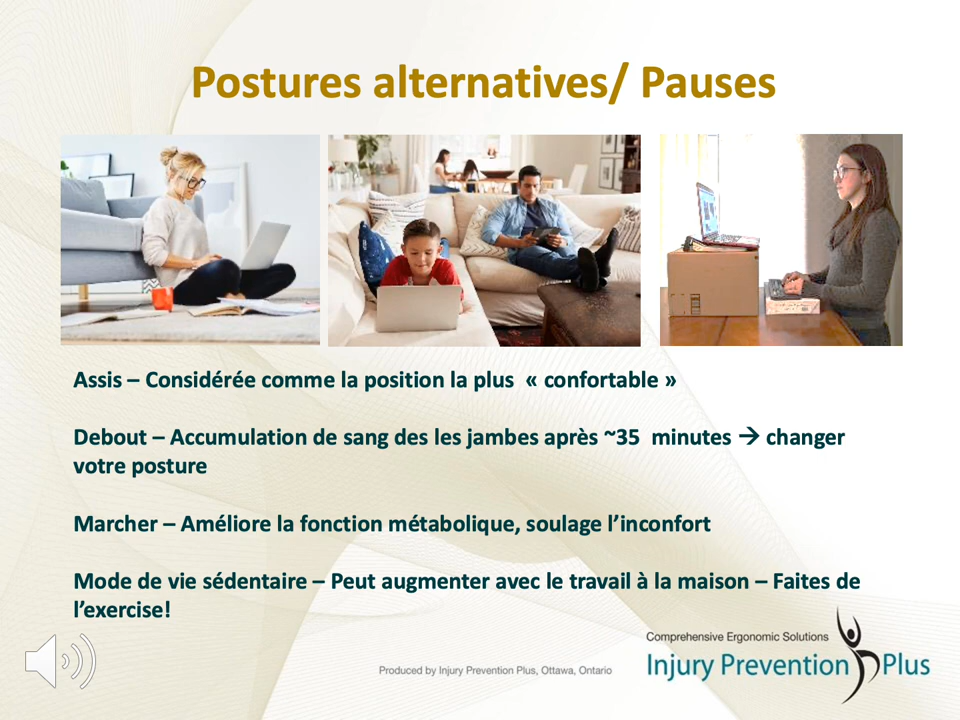 Postures alternatives/ Pauses
Assis – Considérée comme la position la plus « confortable »
Debout – Accumulation de sang des les jambes après ~35 minutes → changer
votre posture
Marcher – Améliore la fonction métabolique, soulage l’inconfort
Mode de vie sédentaire – Peut augmenter avec le travail à la maison – Faites de
l’exercise!
Comprehensive Ergonomic Solutions
Injury Prevention Plus
Produced by Injury Prevention Plus, Ottawa, Ontario